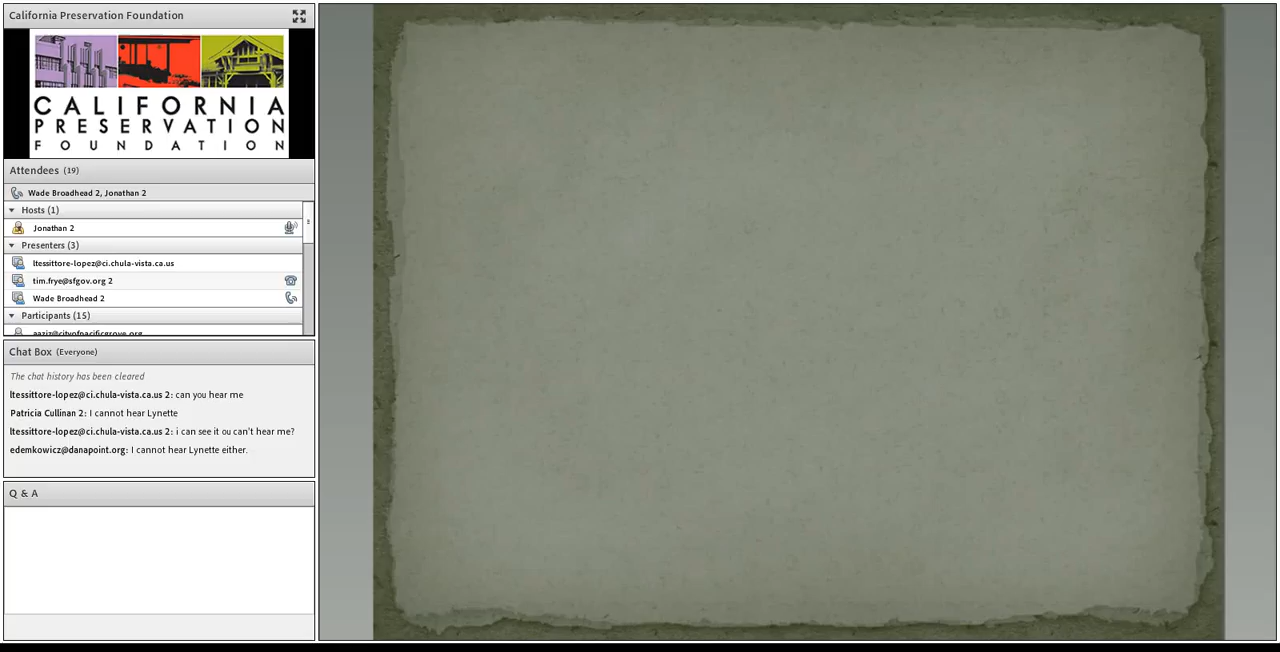 California Preservation Foundation
CALIFORNIA
PRESERVATION
FOUNDATION
Attendees (19)
Wade Broadhead 2, Jonathan 2
Hosts (1)
Jonathan 2
Presenters (3)
ltessittore-lopez@ci.chula-vista.ca.us
tim.frye@sfgov.org 2
Wade Broadhead 2
Participants (15)
aaziz@cityofpacificgrove.org
Chat Box (Everyone)
The chat history has been cleared
ltessittore-lopez@ci.chula-vista.ca.us 2: can you hear me
Patricia Cullinan 2: I cannot hear Lynette
ltessittore-lopez@ci.chula-vista.ca.us 2: i can see it ou can't hear me?
edemkowicz@danapoint.org: I cannot hear Lynette either.
Q & A